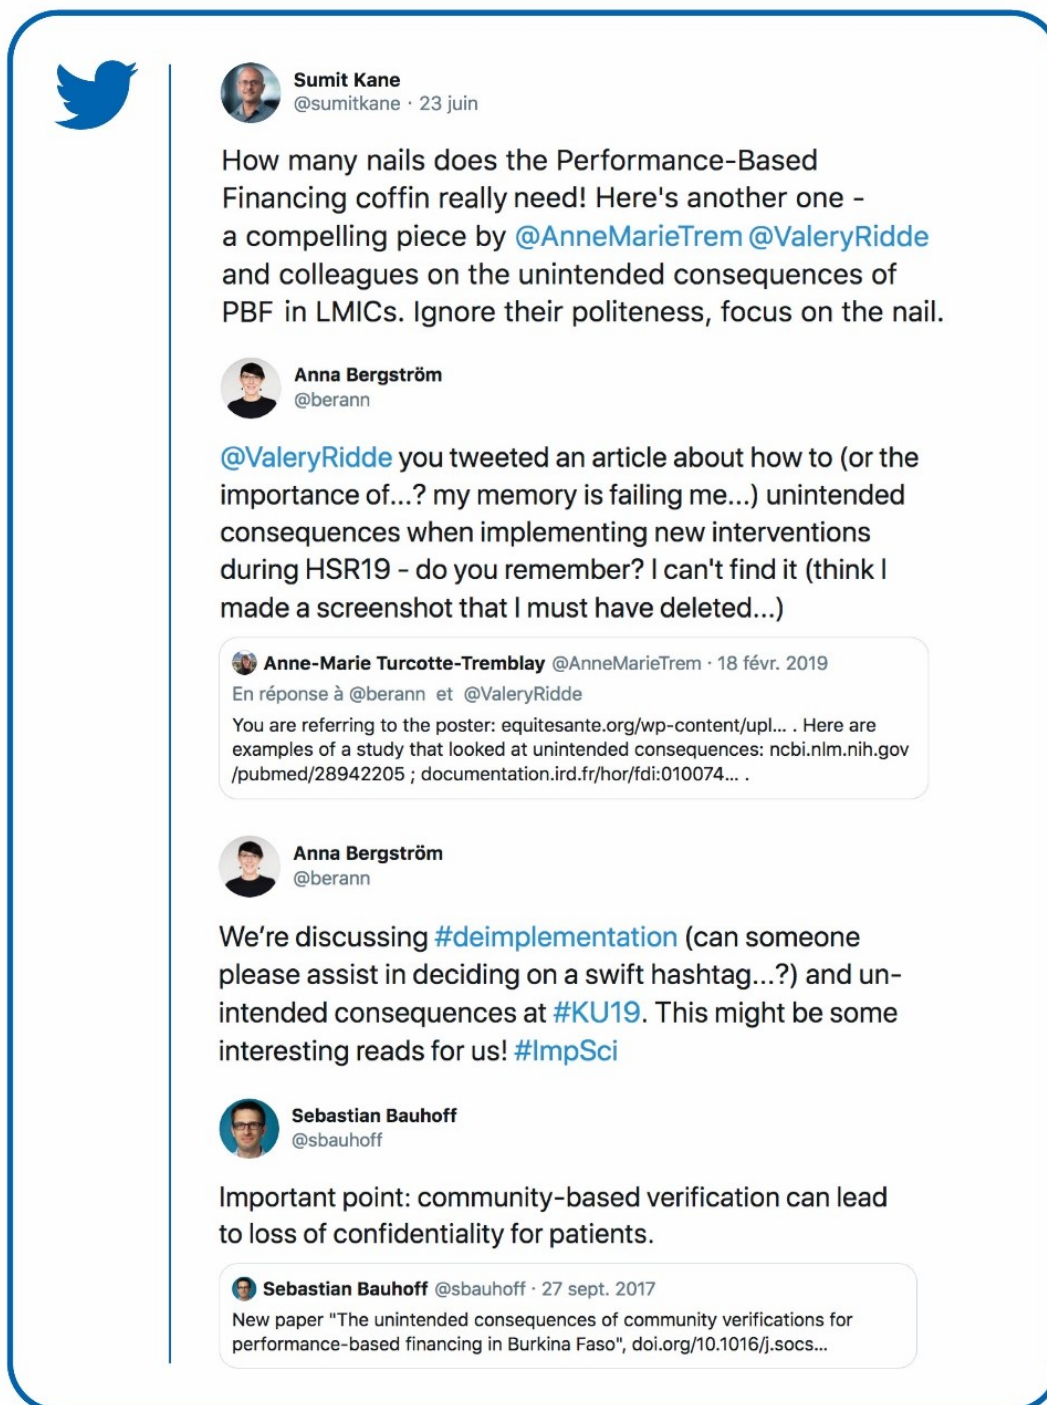 Sumit Kane
@sumitkane · 23 juin
How many nails does the Performance-Based
Financing coffin really need! Here's another one -
a compelling piece by @AnneMarieTrem @ValeryRidde
and colleagues on the unintended consequences of
PBF in LMICs. Ignore their politeness, focus on the nail.
Anna Bergström
@berann
@ValeryRidde you tweeted an article about how to (or the
importance of...? my memory is failing me...) unintended
consequences when implementing new interventions
during HSR19 - do you remember? I can't find it (think I
made a screenshot that I must have deleted...)
Anne-Marie Turcotte-Tremblay @AnneMarieTrem · 18 févr. 2019
En réponse à @berann et @ValeryRidde
You are referring to the poster: equitesante.org/wp-content/upl... . Here are
examples of a study that looked at unintended consequences: ncbi.nlm.nih.gov
/pubmed/28942205 ; documentation.ird.fr/hor/fdi:010074... .
Anna Bergström
@berann
We're discussing #deimplementation (can someone
please assist in deciding on a swift hashtag...?) and un-
intended consequences at #KU19. This might be some
interesting reads for us! #ImpSci
Sebastian Bauhoff
@sbauhoff
Important point: community-based verification can lead
to loss of confidentiality for patients.
Sebastian Bauhoff @sbauhoff · 27 sept. 2017
New paper "The unintended consequences of community verifications for
performance-based financing in Burkina Faso", doi.org/10.1016/j.socs...